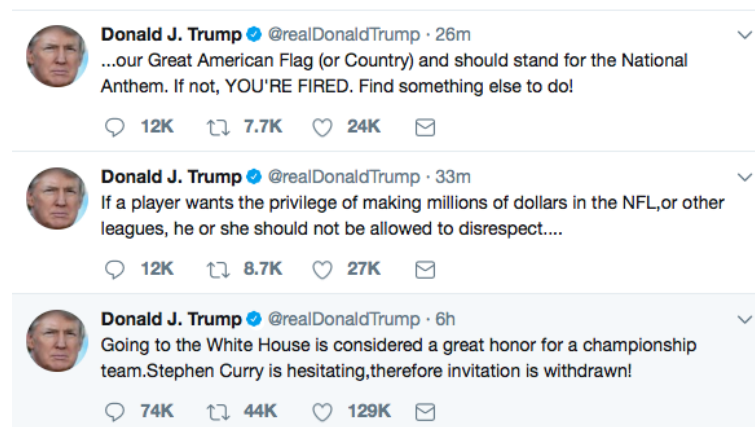 Donald J. Trump @realDonaldTrump · 26m
...our Great American Flag (or Country) and should stand for the National
Anthem. If not, YOU'RE FIRED. Find something else to do!
12K 7.7K 24K
Donald J. Trump @realDonaldTrump · 33m
If a player wants the privilege of making millions of dollars in the NFL,or other
leagues, he or she should not be allowed to disrespect....
12K 8.7K 27K
Donald J. Trump @realDonaldTrump · 6h
Going to the White House is considered a great honor for a championship
team.Stephen Curry is hesitating,therefore invitation is withdrawn!
74K 44K 129K